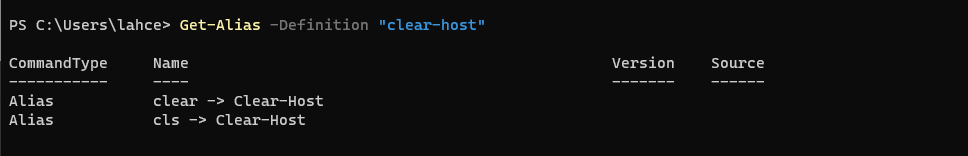 PS C:\Users\lahce> Get-Alias -Definition "clear-host"
CommandType     Name                                               Version    Source
-----------     ----                                               -------    ------
Alias           clear -> Clear-Host
Alias           cls -> Clear-Host